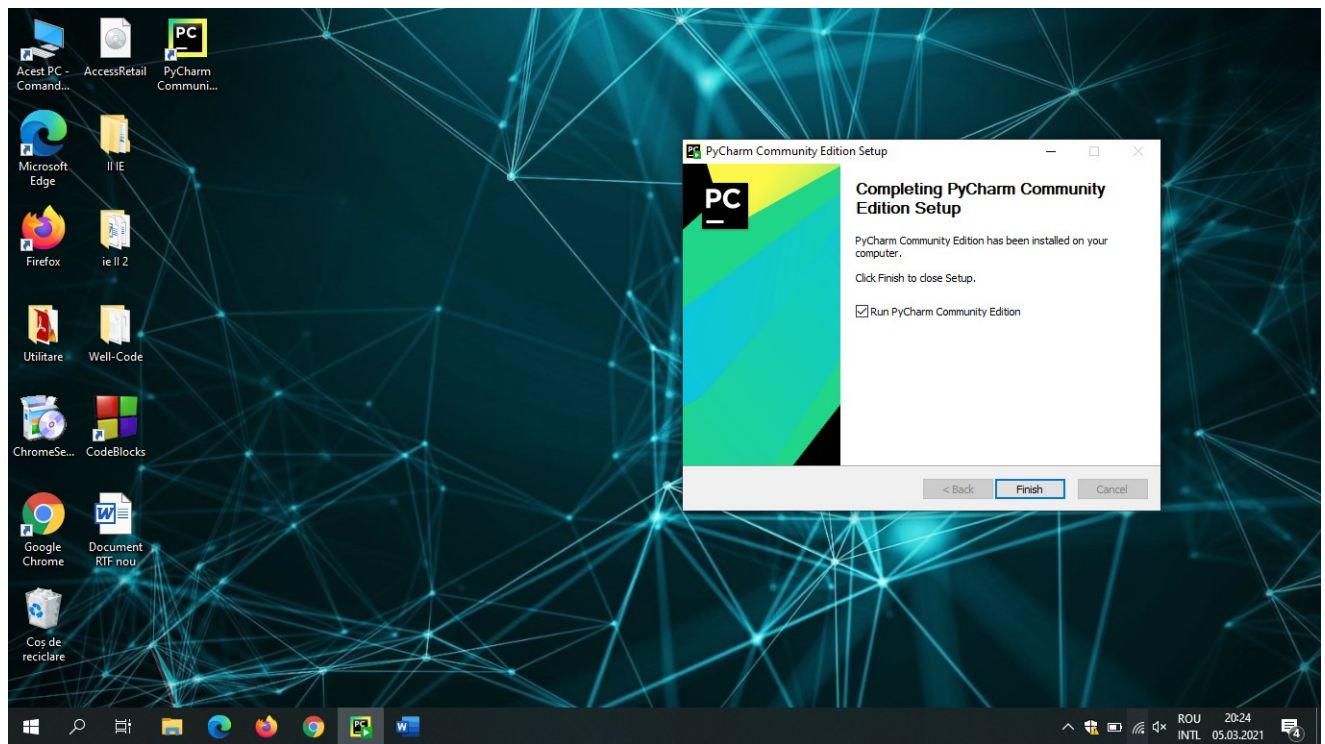 Acest PC -
Comand...
AccessRetail
PC
PyCharm
Communi...
Microsoft
Edge
II IE
Firefox
ie II 2
Utilitare
Well-Code
ChromeSe...
CodeBlocks
Google
Chrome
W
Document
RTF nou
Coș de
reciclare
PC
PyCharm Community Edition Setup
PC
Completing PyCharm Community
Edition Setup
PyCharm Community Edition has been installed on your
computer.
Click Finish to close Setup.
Run PyCharm Community Edition
< Back
Finish
Cancel
PC
W
ROU
INTL
20:24
05.03.2021
4